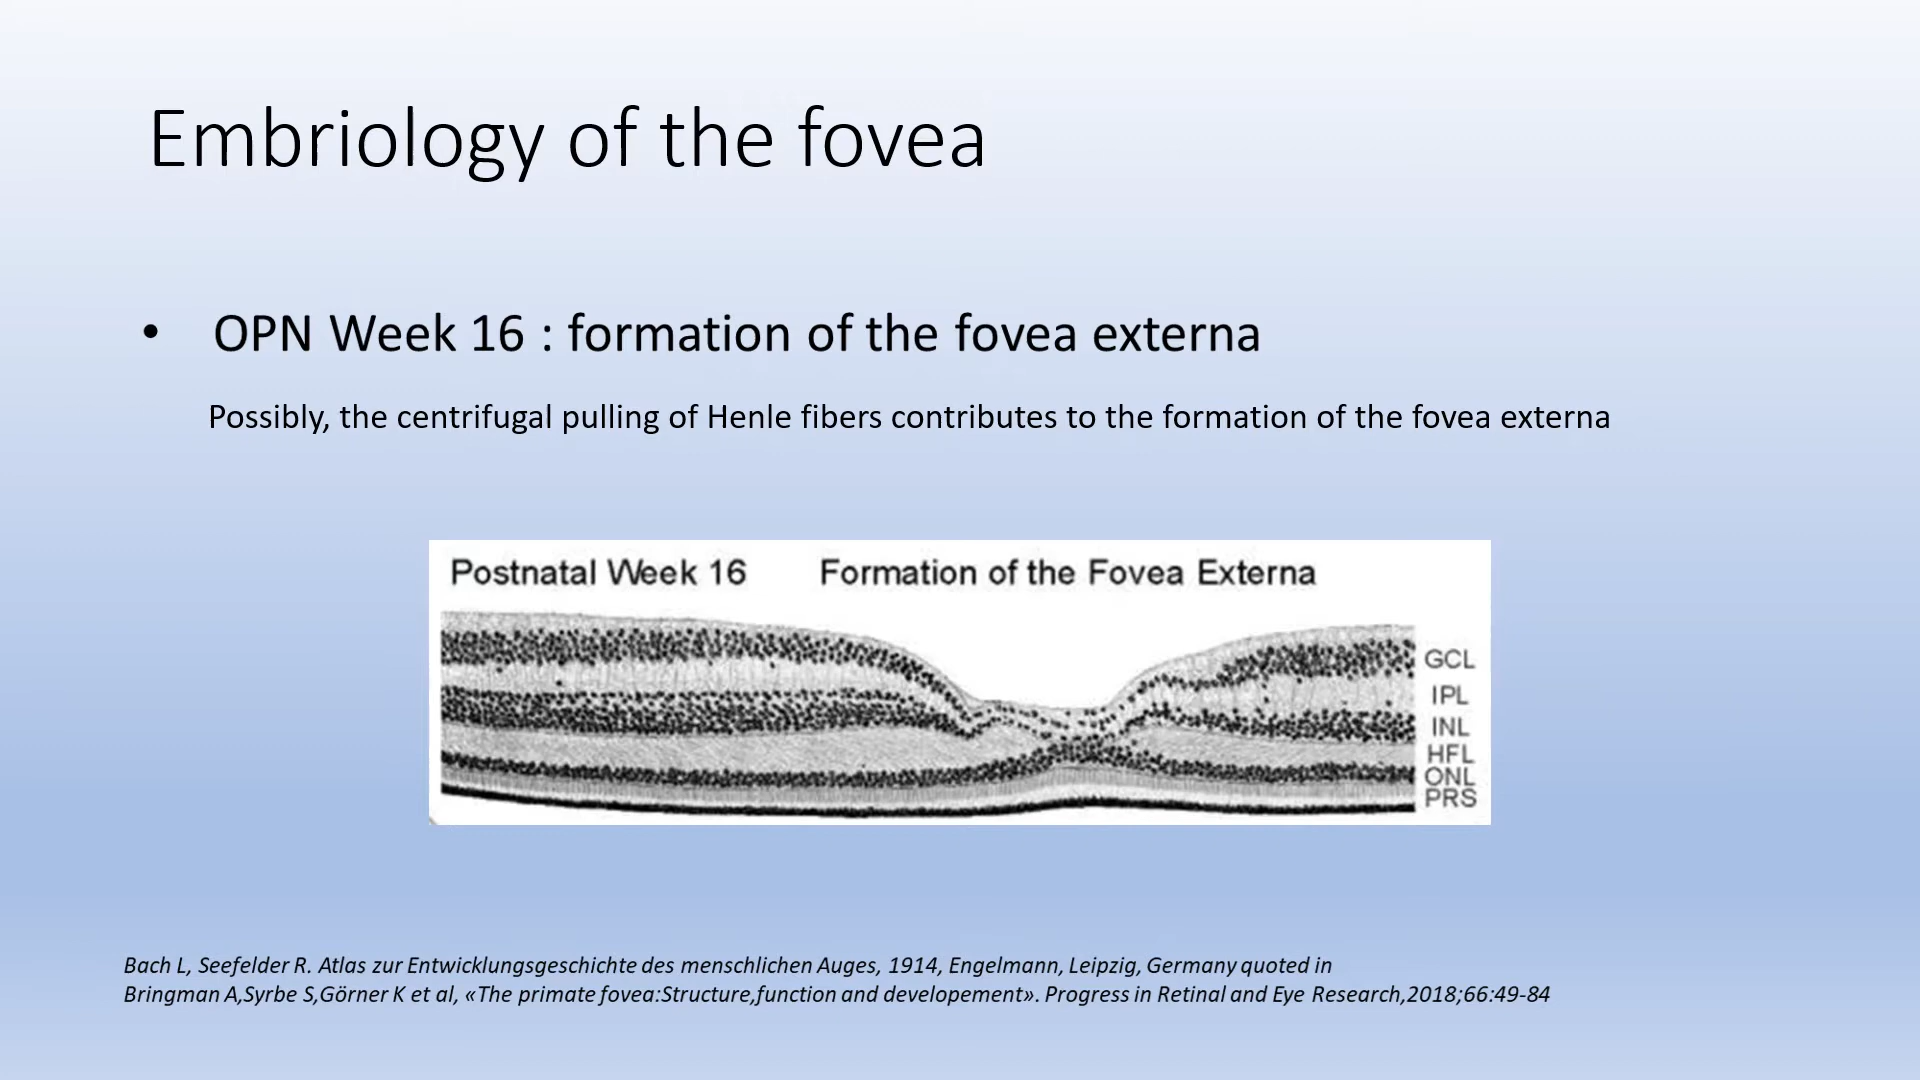 Embriology of the fovea
• OPN Week 16 : formation of the fovea externa
Possibly, the centrifugal pulling of Henle fibers contributes to the formation of the fovea externa
Postnatal Week 16 Formation of the Fovea Externa
GCL
IPL
INL
HFL
ONL
PRS
Bach L, Seefelder R. Atlas zur Entwicklungsgeschichte des menschlichen Auges, 1914, Engelmann, Leipzig, Germany quoted in
Bringman A,Syrbe S,Görner K et al, «The primate fovea:Structure,function and developement». Progress in Retinal and Eye Research,2018;66:49-84